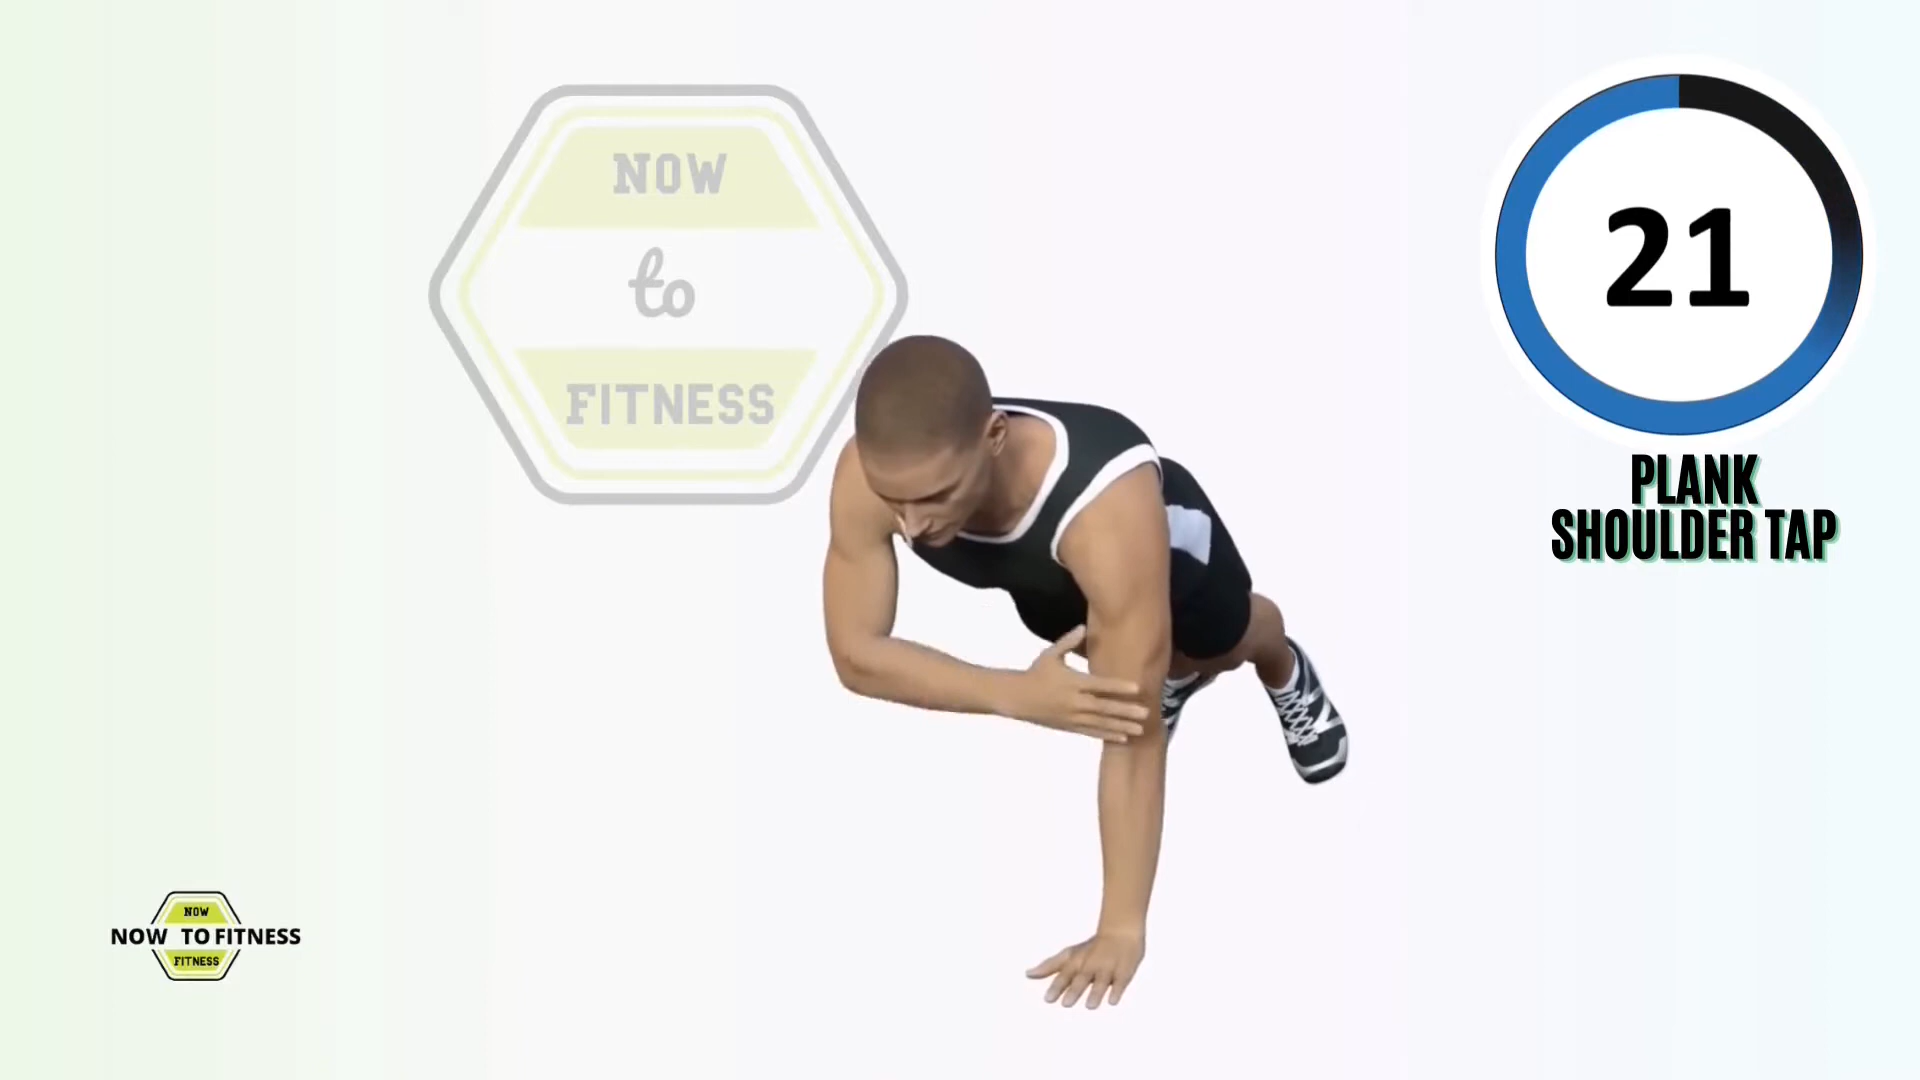 NOW
to
FITNESS
21
PLANK
SHOULDER TAP
NOW
NOW TO FITNESS
FITNESS